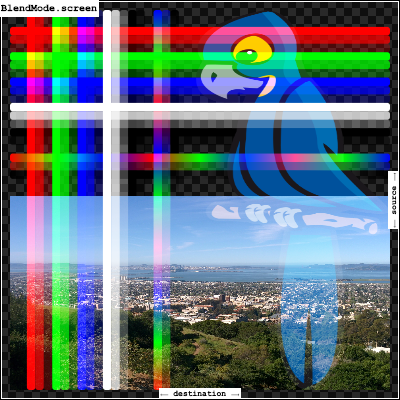 BlendMode.screen
← source →
← destination →